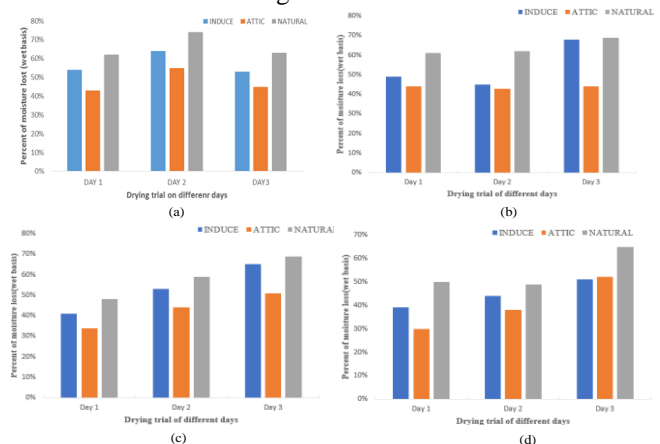 INDUCE ATTIC NATURAL
Percent of moisture lost (wet basis)
80%
70%
60%
50%
40%
30%
20%
10%
0%
DAY 1 DAY 2 DAY3
Drying trial on differenr days
(a)
INDUCE ATTIC NATURAL
Percent of moisture loss(wet basis)
80%
70%
60%
50%
40%
30%
20%
10%
0%
Day 1 Day 2 Day 3
Drying trial of different days
(b)
INDUCE ATTIC NATURAL
Percent of moisture loss(wet basis)
80%
70%
60%
50%
40%
30%
20%
10%
0%
Day 1 Day 2 Day 3
Drying trial of different days
(c)
INDUCE ATTIC NATURAL
Percent of moisture loss(wet basis)
70%
60%
50%
40%
30%
20%
10%
0%
Day 1 Day 2 Day 3
Drying trial of different days
(d)